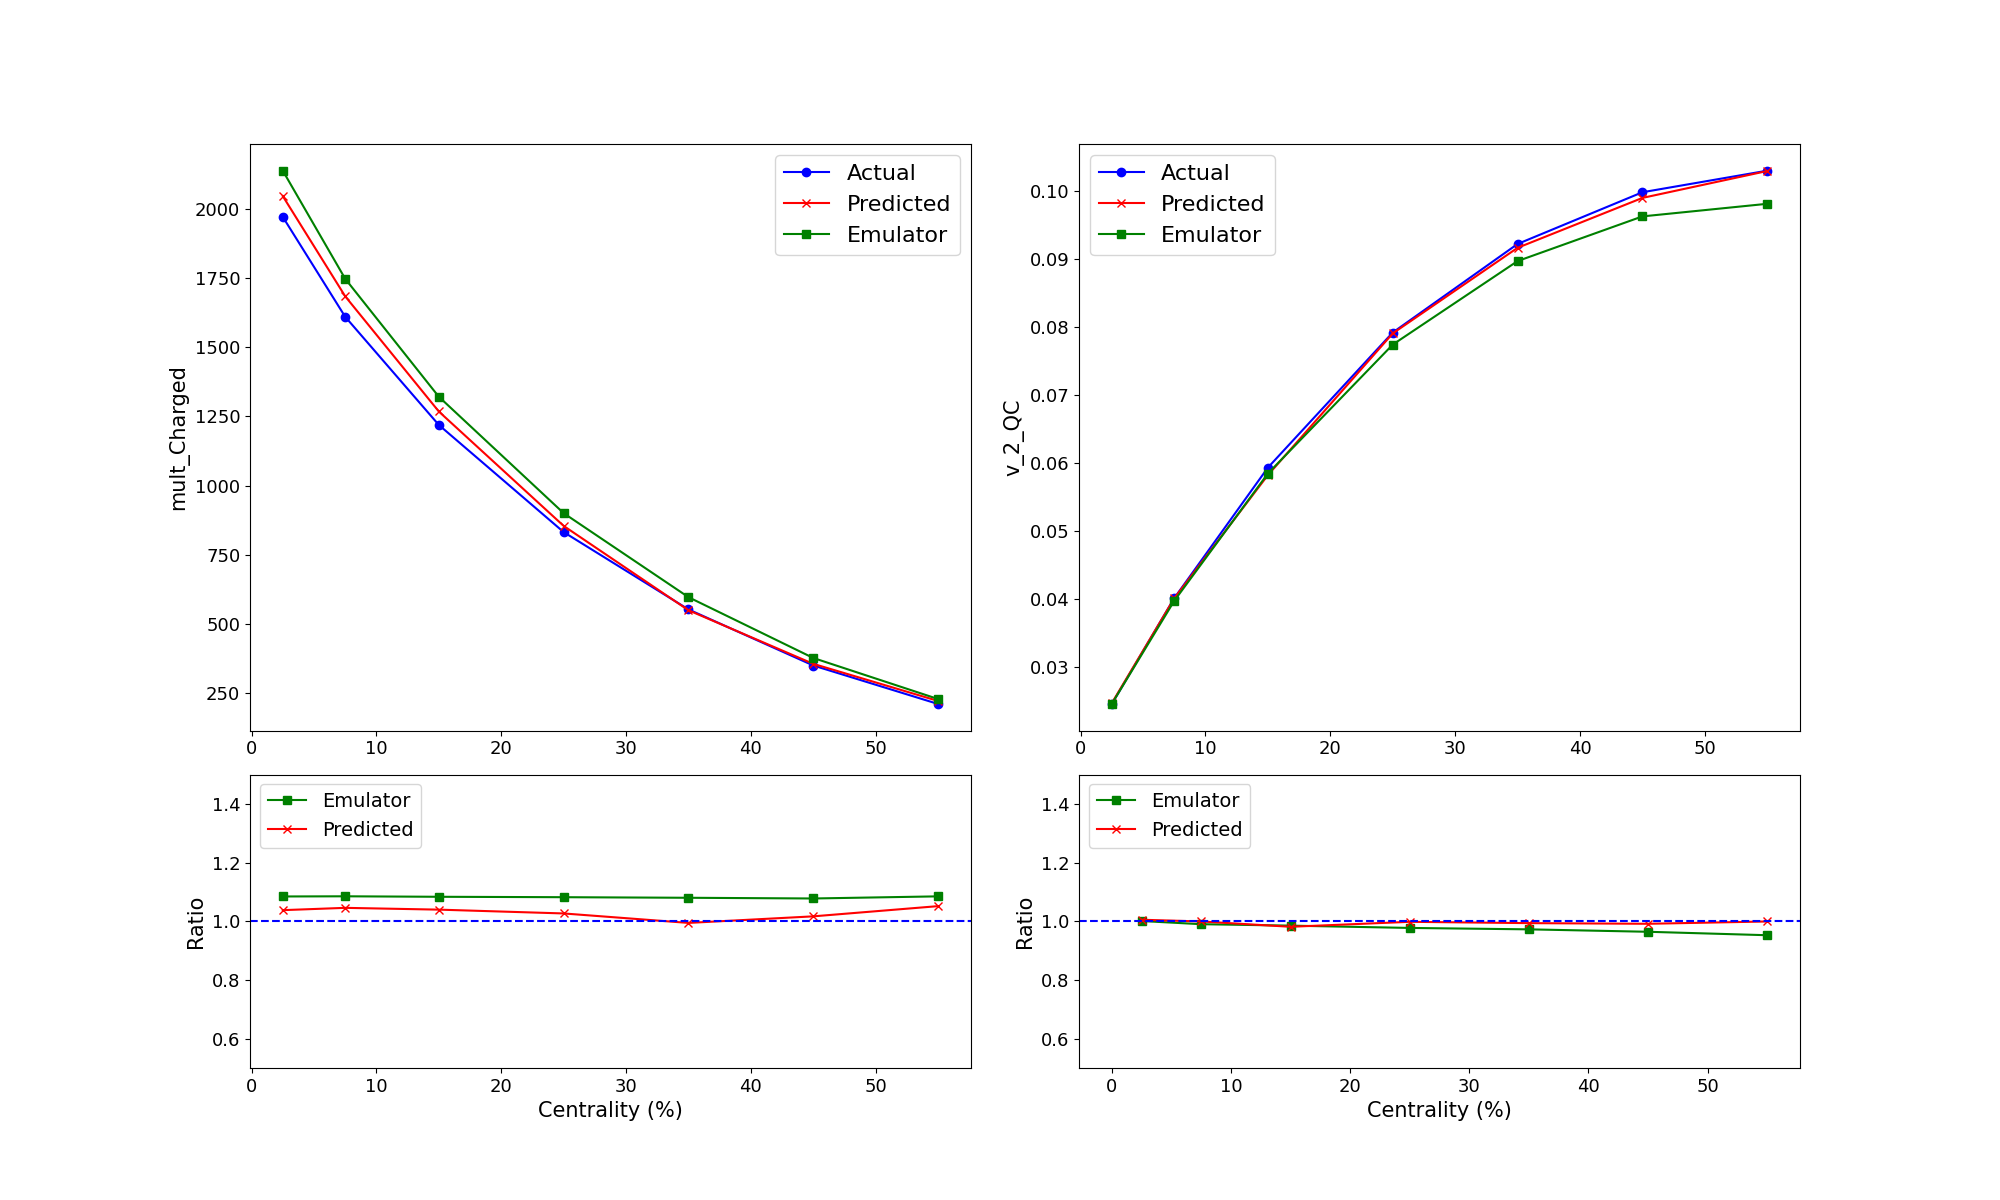 Actual
Predicted
Emulator
2000
1750
1500
1250
1000
750
500
250
mult_Charged
0 10 20 30 40 50
Actual
Predicted
Emulator
0.10
0.09
0.08
0.07
0.06
0.05
0.04
0.03
v_2_QC
0 10 20 30 40 50
Emulator
Predicted
1.4
1.2
1.0
0.8
0.6
Ratio
0 10 20 30 40 50
Centrality (%)
Emulator
Predicted
1.4
1.2
1.0
0.8
0.6
Ratio
0 10 20 30 40 50
Centrality (%)